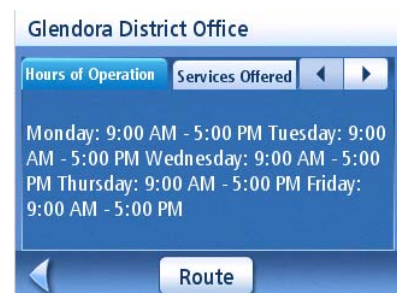 Glendora District Office
Hours of Operation Services Offered
Monday: 9:00 AM - 5:00 PM Tuesday: 9:00
AM - 5:00 PM Wednesday: 9:00 AM - 5:00
PM Thursday: 9:00 AM - 5:00 PM Friday:
9:00 AM - 5:00 PM
Route